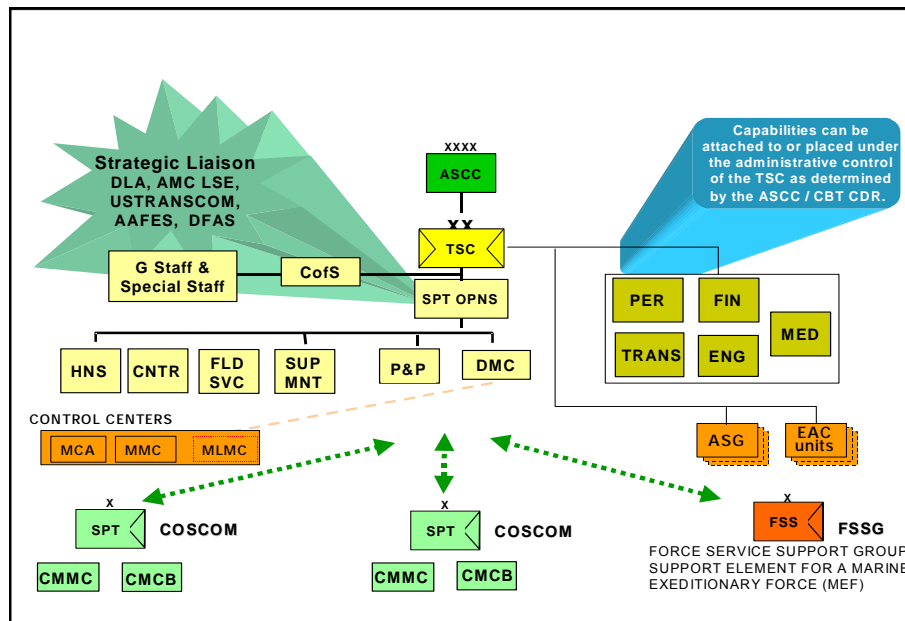 Strategic Liaison
DLA, AMC LSE,
USTRANSCOM,
AAFES, DFAS
XXXX
ASCC
Capabilities can be
attached to or placed under
the administrative control
of the TSC as determined
by the ASCC / CBT CDR.
XX
TSC
G Staff &
Special Staff
CofS
SPT OPNS
PER
FIN
MED
TRANS
ENG
HNS
CNTR
FLD
SVC
SUP
MNT
P&P
DMC
CONTROL CENTERS
MCA
MMC
MLMC
ASG
EAC
units
X
SPT
COSCOM
CMMC
CMCB
X
SPT
COSCOM
CMMC
CMCB
X
FSS
FSSG
FORCE SERVICE SUPPORT GROUP
SUPPORT ELEMENT FOR A MARINE
EXEDITIONARY FORCE (MEF)